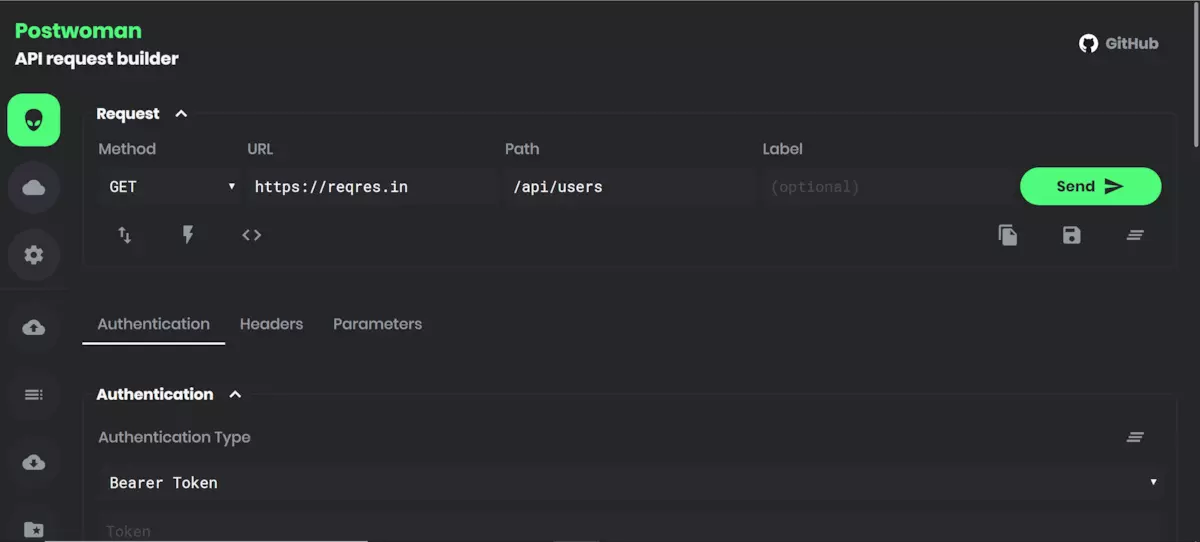 Postwoman
API request builder
GitHub
Request
Method URL Path Label
GET https://reqres.in /api/users (optional) Send
Authentication Headers Parameters
Authentication
Authentication Type
Bearer Token
Token